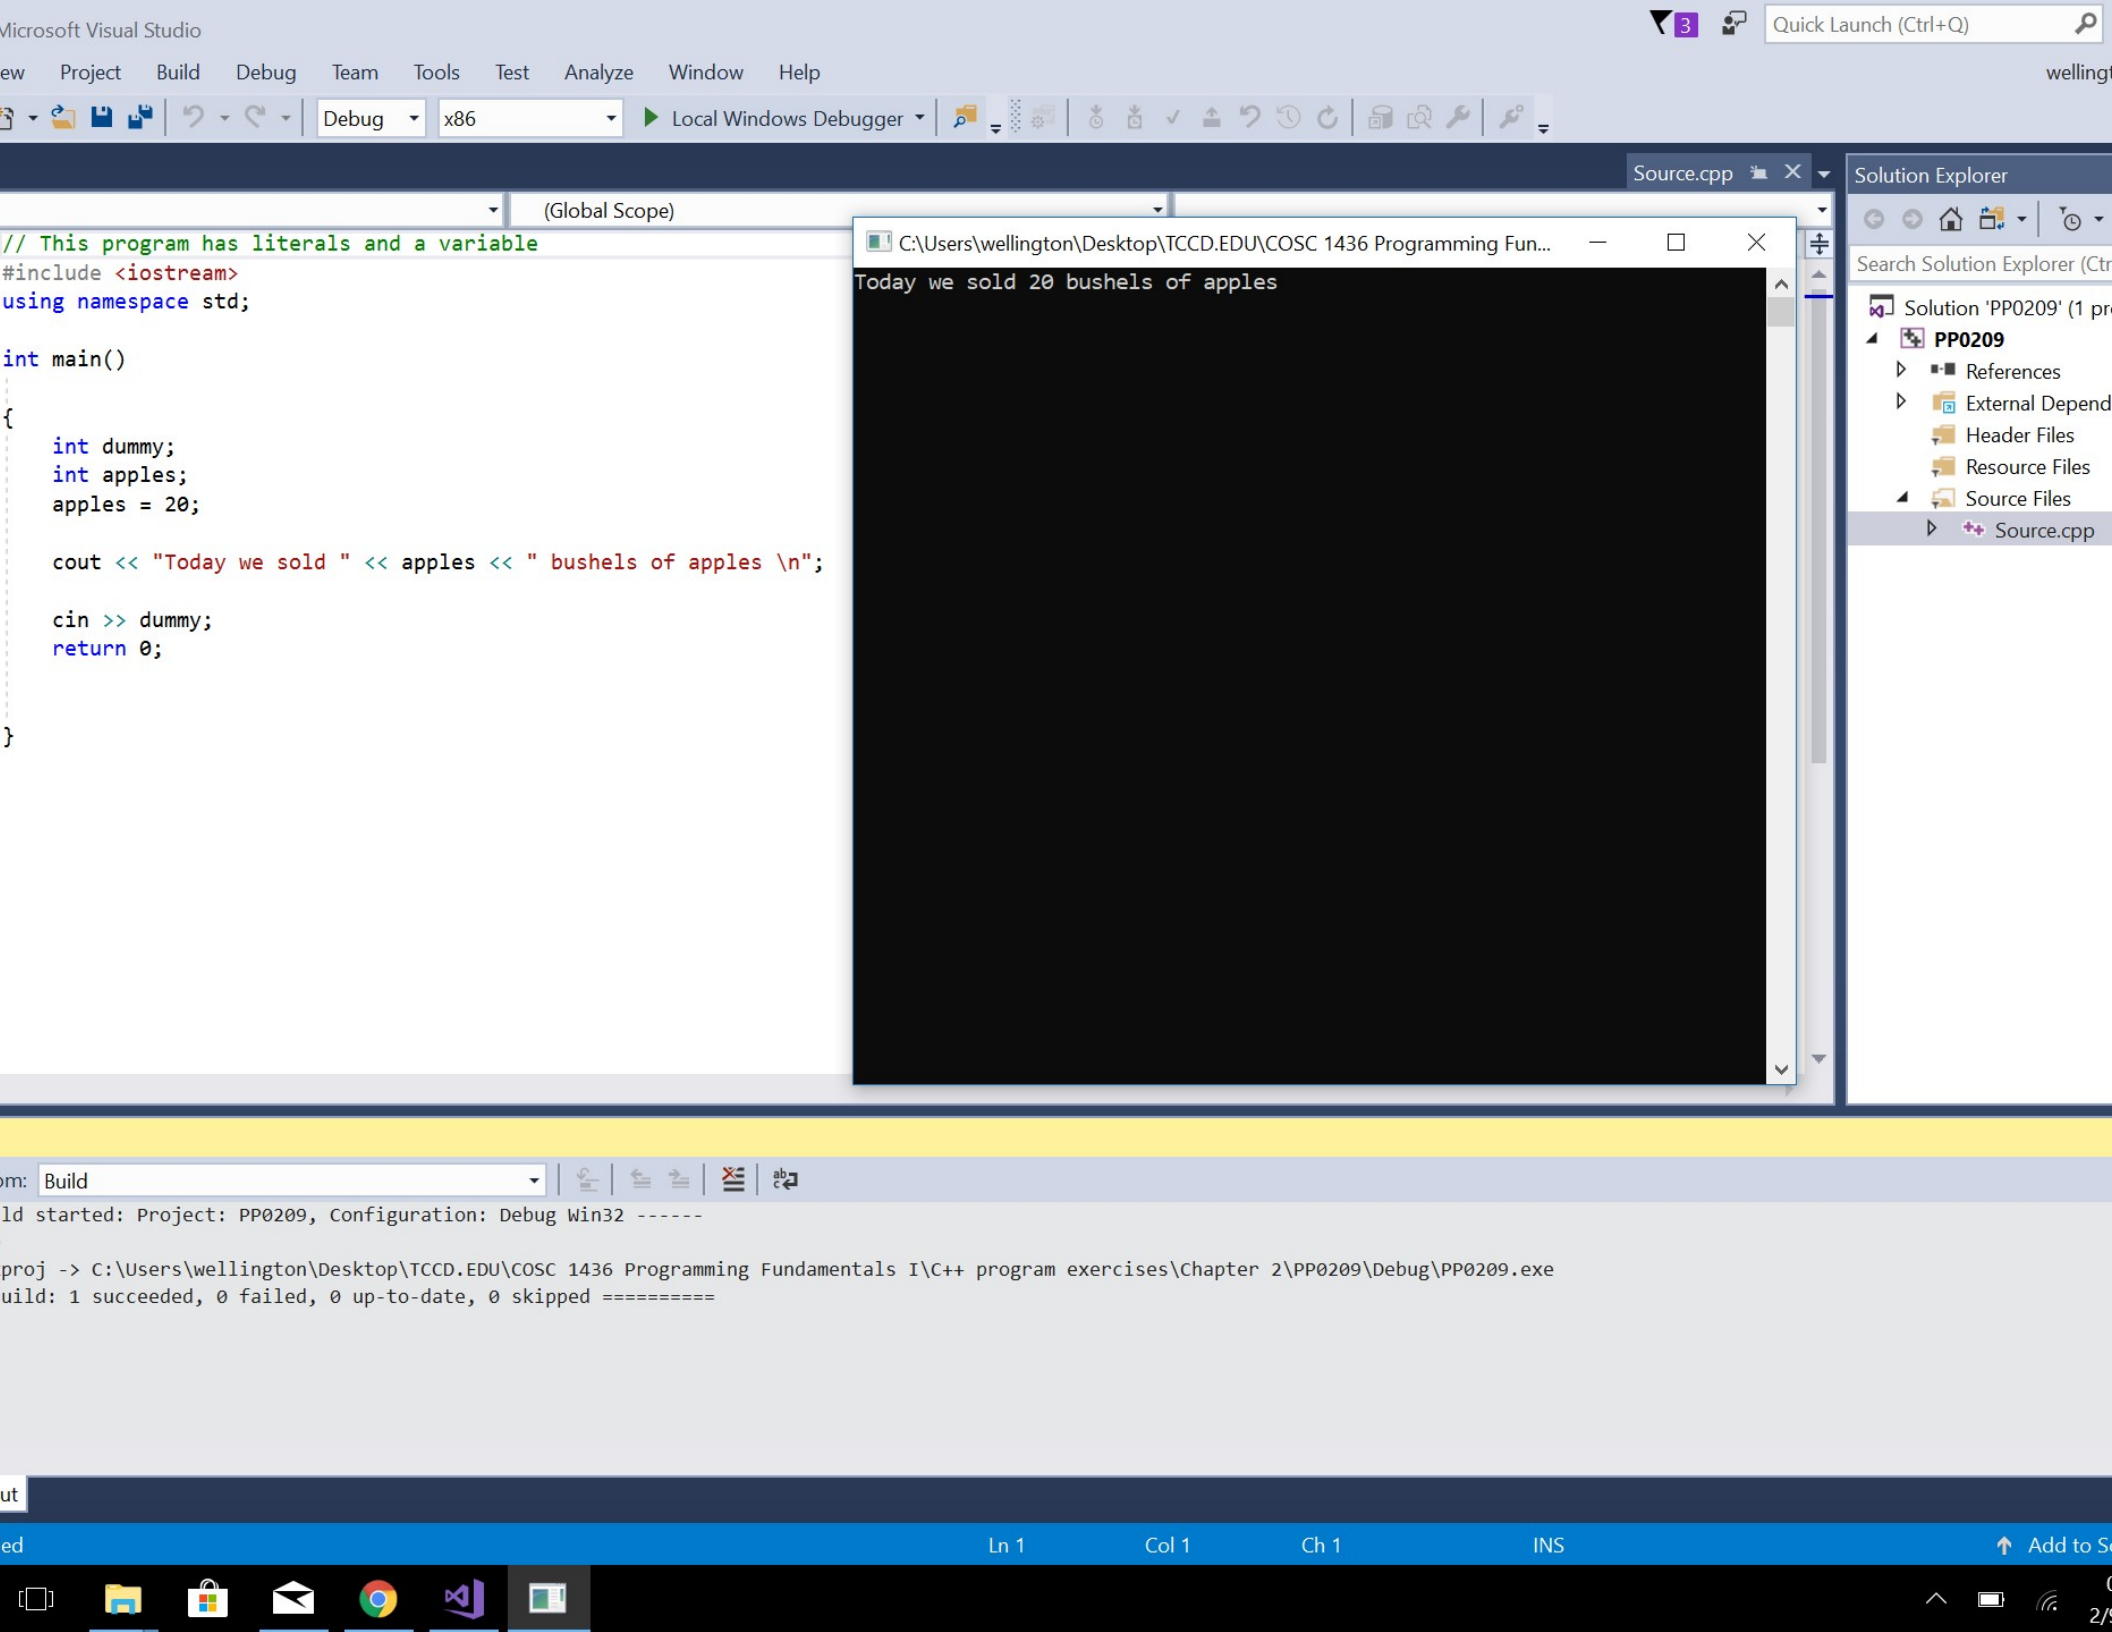 Microsoft Visual Studio
3
Quick Launch (Ctrl+Q)
ew Project Build Debug Team Tools Test Analyze Window Help
wellingt
Debug x86 Local Windows Debugger
Source.cpp
Solution Explorer
(Global Scope)
// This program has literals and a variable
#include <iostream>
using namespace std;
int main()
{
int dummy;
int apples;
apples = 20;
cout << "Today we sold " << apples << " bushels of apples \n";
cin >> dummy;
return 0;
}
C:\Users\wellington\Desktop\TCCD.EDU\COSC 1436 Programming Fun...
Today we sold 20 bushels of apples
Search Solution Explorer (Ctr
Solution 'PP0209' (1 pr
PP0209
References
External Depend
Header Files
Resource Files
Source Files
Source.cpp
om: Build
ld started: Project: PP0209, Configuration: Debug Win32 ------
proj -> C:\Users\wellington\Desktop\TCCD.EDU\COSC 1436 Programming Fundamentals I\C++ program exercises\Chapter 2\PP0209\Debug\PP0209.exe
uild: 1 succeeded, 0 failed, 0 up-to-date, 0 skipped ==========
ut
ed Ln 1 Col 1 Ch 1 INS Add to S
2/